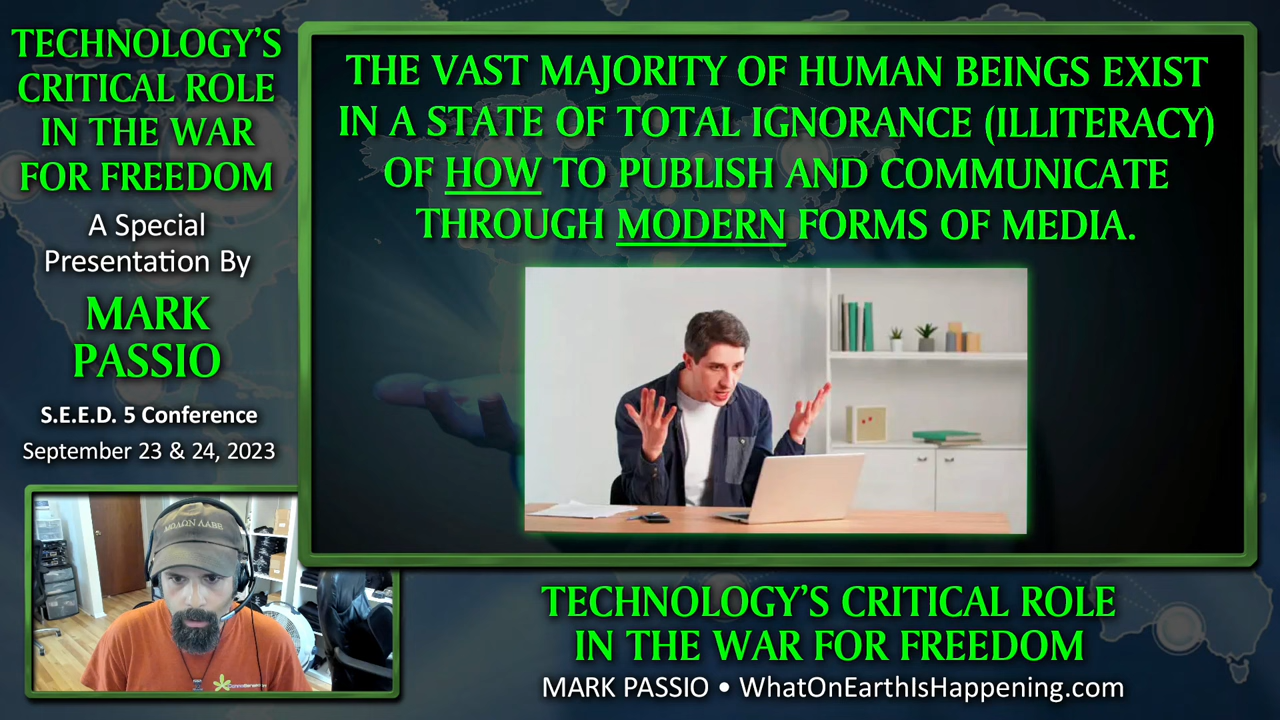 TECHNOLOGY'S
CRITICAL ROLE
IN THE WAR
FOR FREEDOM
A Special
Presentation By
MARK
PASSIO
S.E.E.D. 5 Conference
September 23 & 24, 2023
THE VAST MAJORITY OF HUMAN BEINGS EXIST
IN A STATE OF TOTAL IGNORANCE (ILLITERACY)
OF HOW TO PUBLISH AND COMMUNICATE
THROUGH MODERN FORMS OF MEDIA.
ΜΟΛΩΝ ΛΑΒΕ
TECHNOLOGY'S CRITICAL ROLE
IN THE WAR FOR FREEDOM
MARK PASSIO • WhatOnEarthIsHappening.com